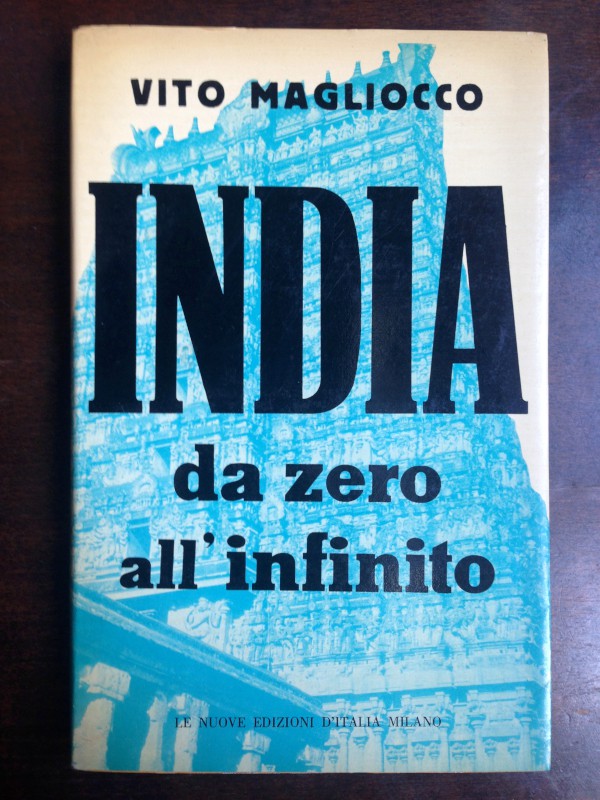 VITO MAGLIOCCO
INDIA
da zero
all'infinito
LE NUOVE EDIZIONI D'ITALIA MILANO